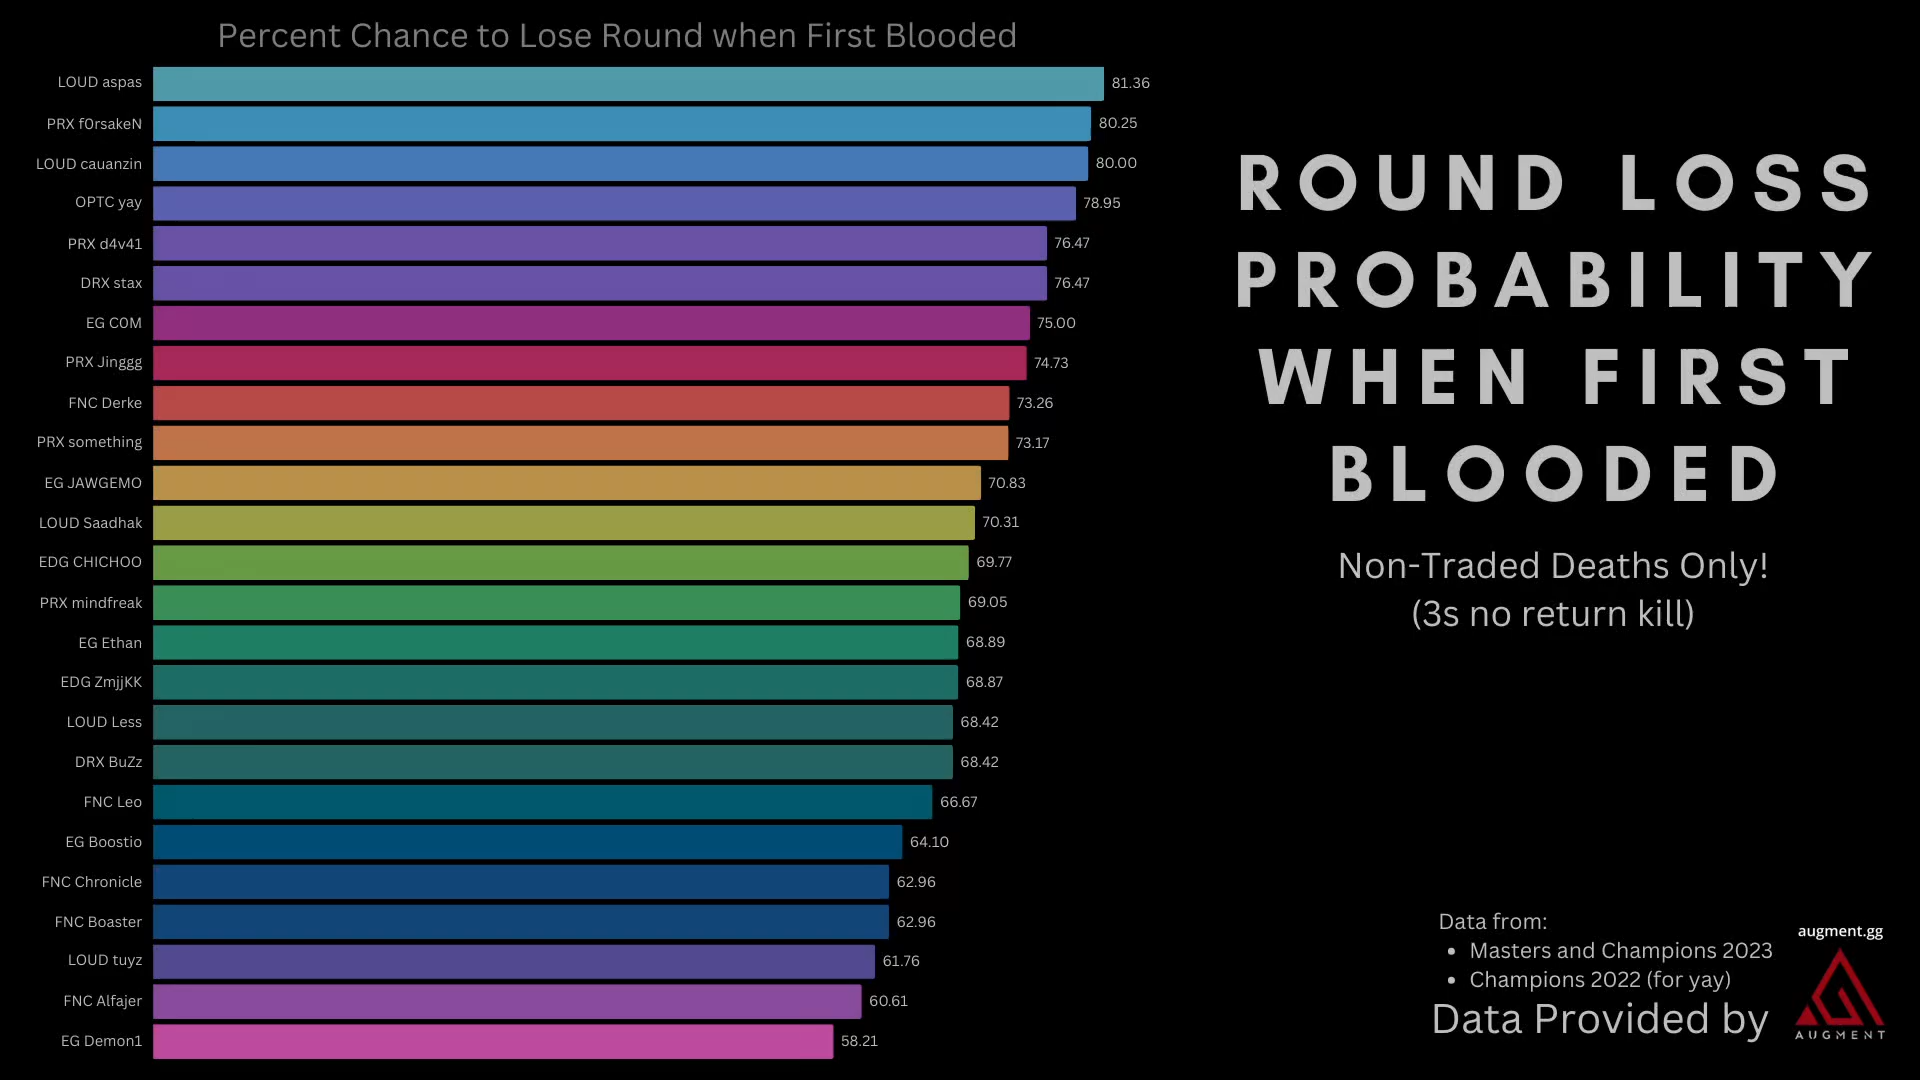 Percent Chance to Lose Round when First Blooded
LOUD aspas 81.36
PRX f0rsakeN 80.25
LOUD cauanzin 80.00
OPTC yay 78.95
PRX d4v41 76.47
DRX stax 76.47
EG C0M 75.00
PRX Jinggg 74.73
FNC Derke 73.26
PRX something 73.17
EG JAWGEMO 70.83
LOUD Saadhak 70.31
EDG CHICHOO 69.77
PRX mindfreak 69.05
EG Ethan 68.89
EDG ZmjjKK 68.87
LOUD Less 68.42
DRX BuZz 68.42
FNC Leo 66.67
EG Boostio 64.10
FNC Chronicle 62.96
FNC Boaster 62.96
LOUD tuyz 61.76
FNC Alfajer 60.61
EG Demon1 58.21
ROUND LOSS
PROBABILITY
WHEN FIRST
BLOODED
Non-Traded Deaths Only!
(3s no return kill)
Data from:
• Masters and Champions 2023
• Champions 2022 (for yay)
Data Provided by
augment.gg
AUGMENT